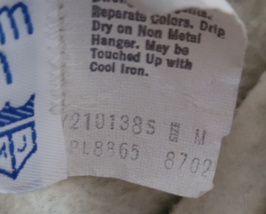 Separate Colors. Drip
Dry on Non Metal
Hanger. May be
Touched Up with
Cool Iron.
210138S SIZE M
PL8865 8702